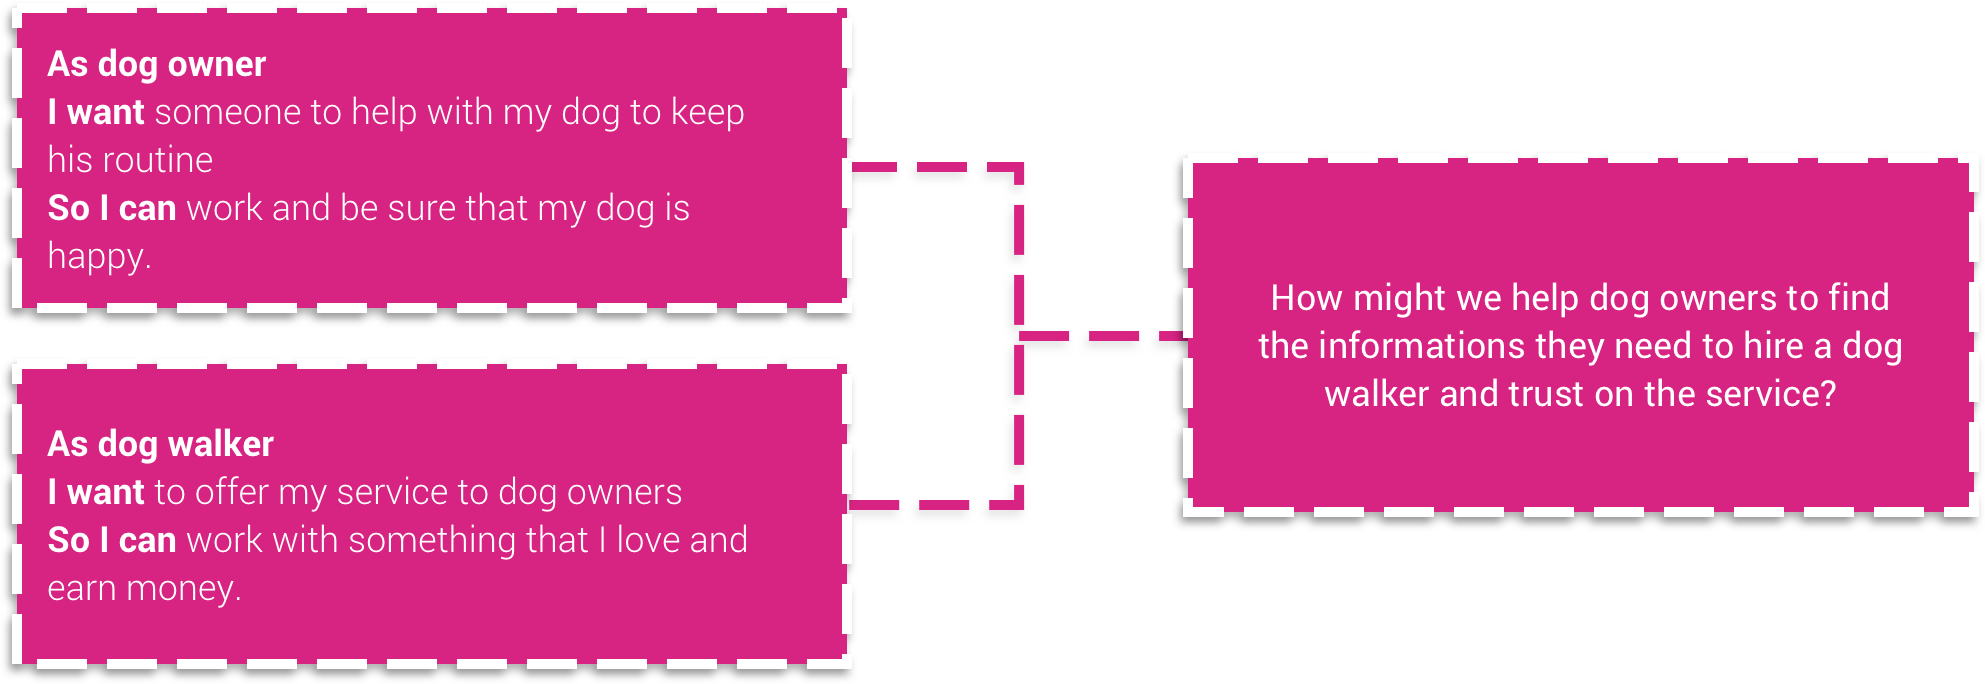 As dog owner
I want someone to help with my dog to keep
his routine
So I can work and be sure that my dog is
happy.
As dog walker
I want to offer my service to dog owners
So I can work with something that I love and
earn money.
How might we help dog owners to find
the informations they need to hire a dog
walker and trust on the service?